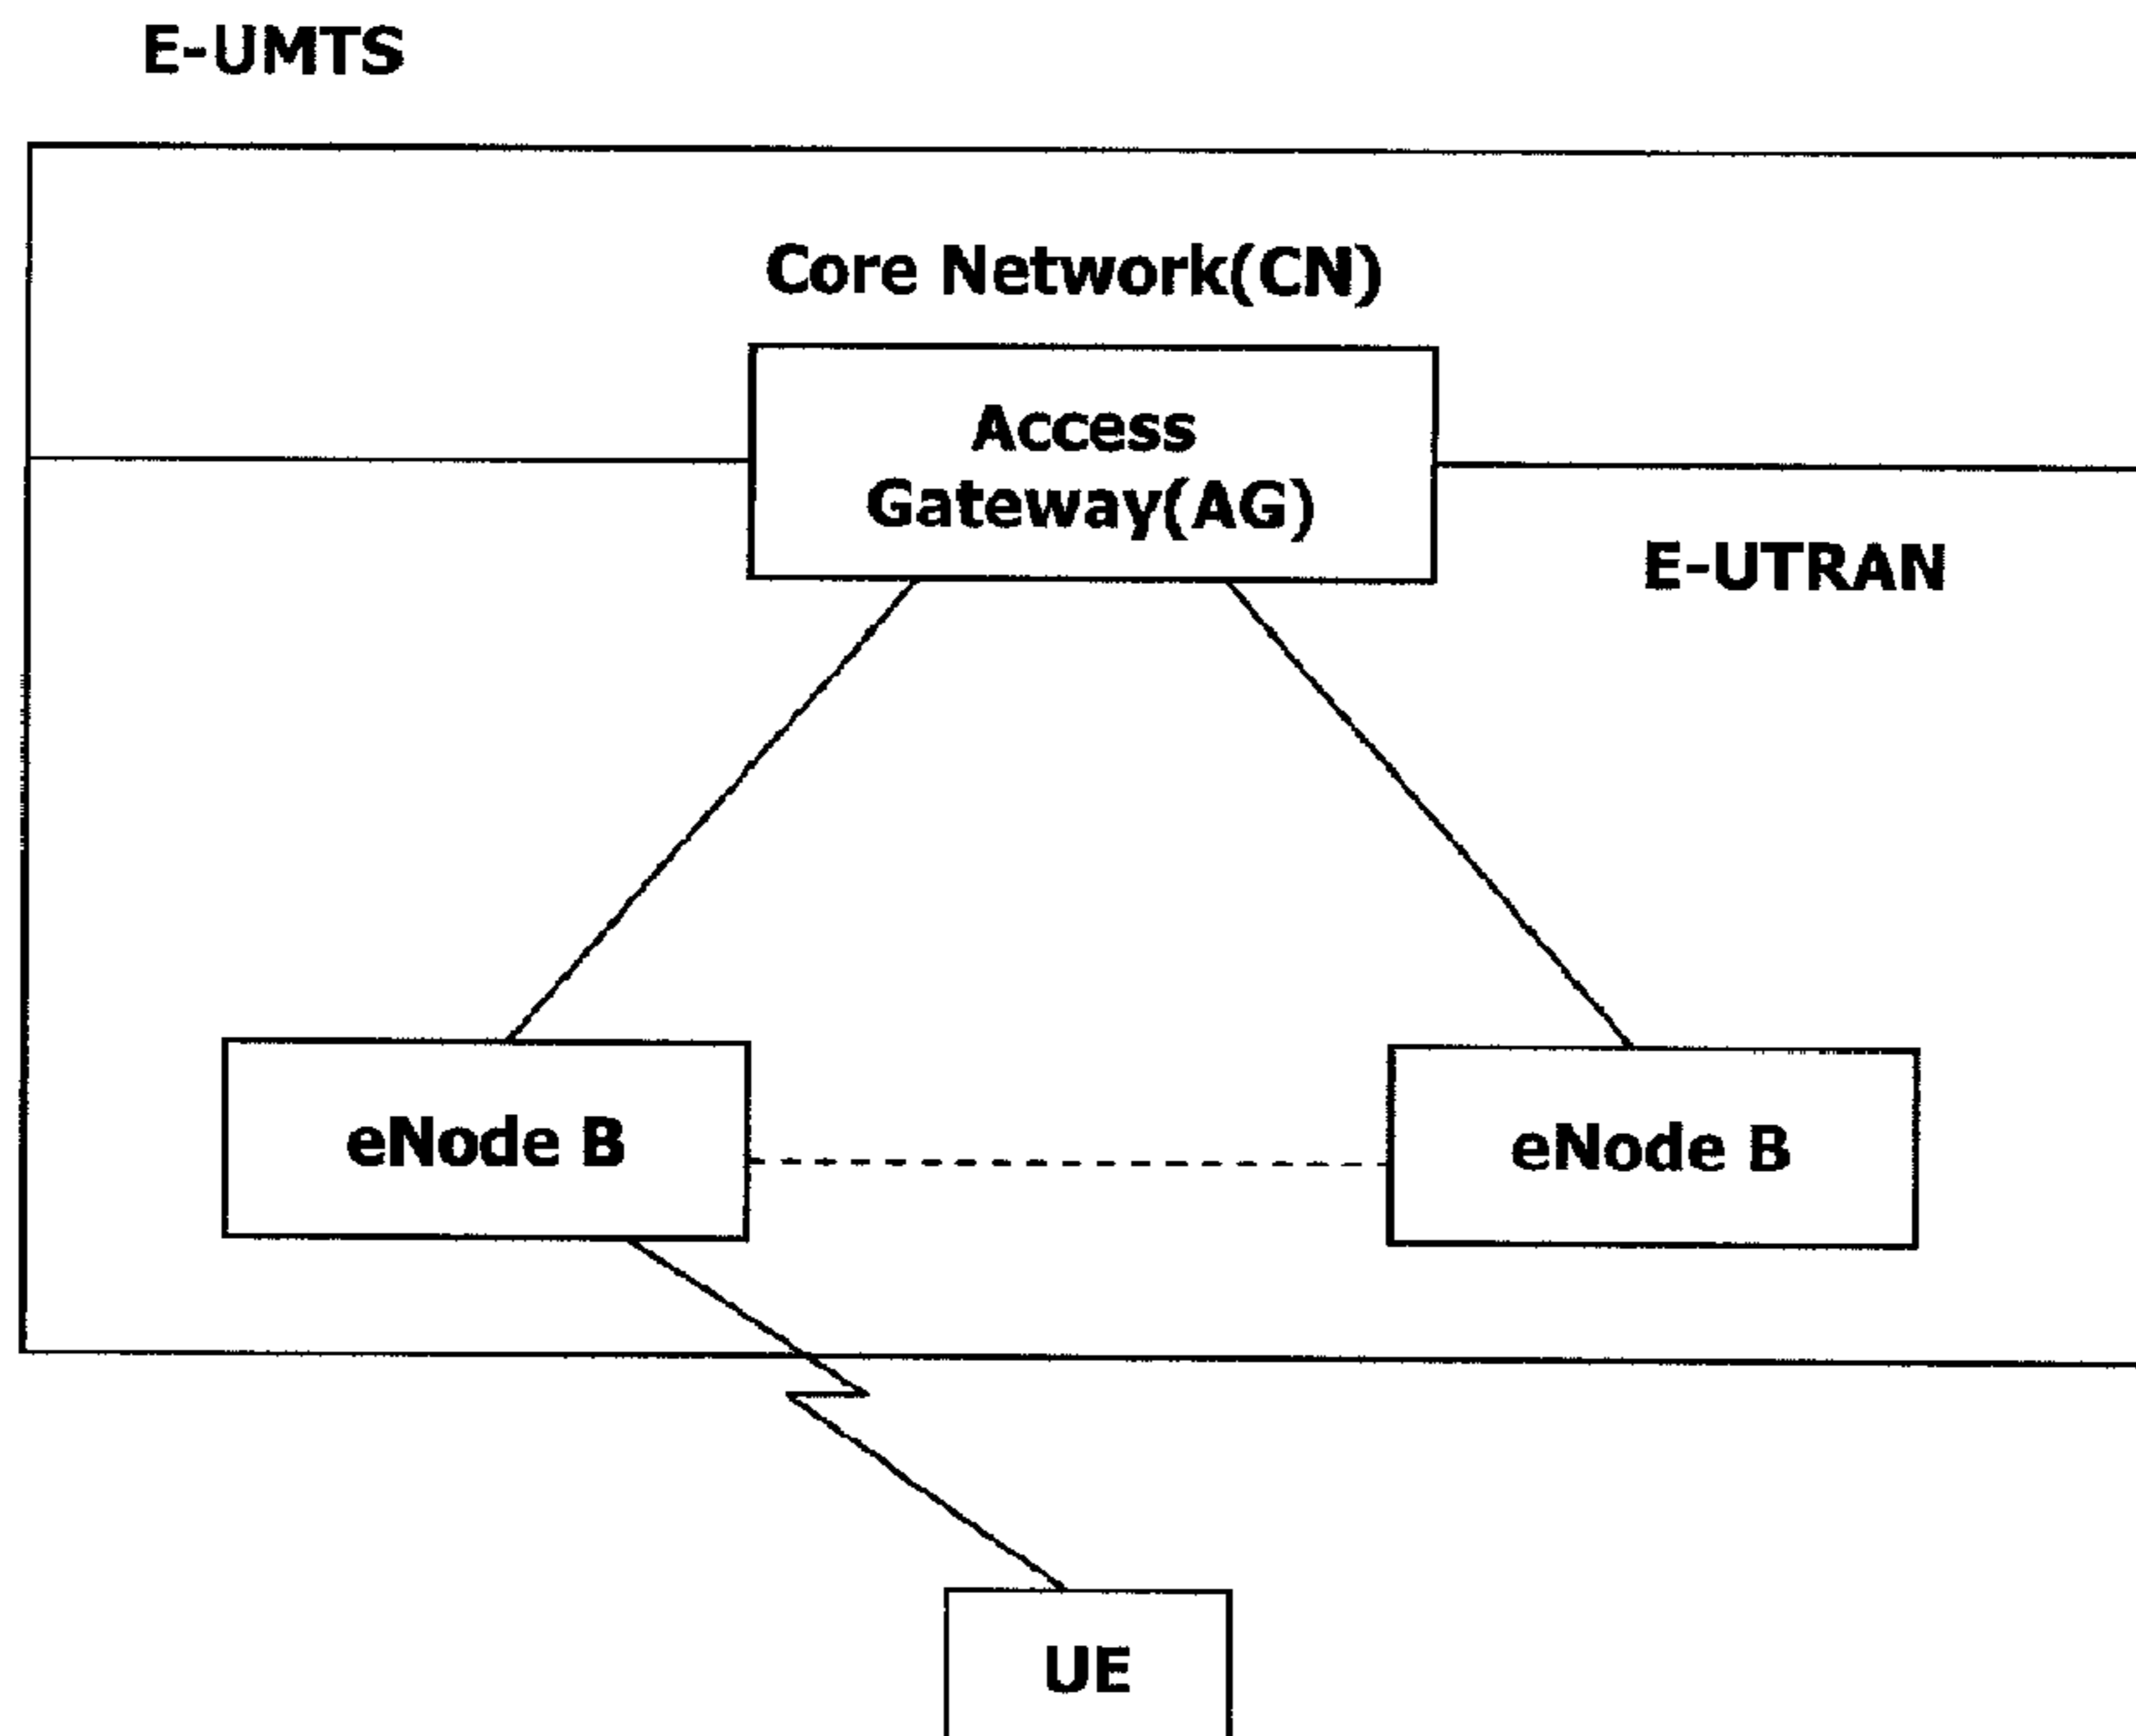 E-UMTS
Core Network(CN)
Access
Gateway(AG)
E-UTRAN
eNode B
eNode B
UE